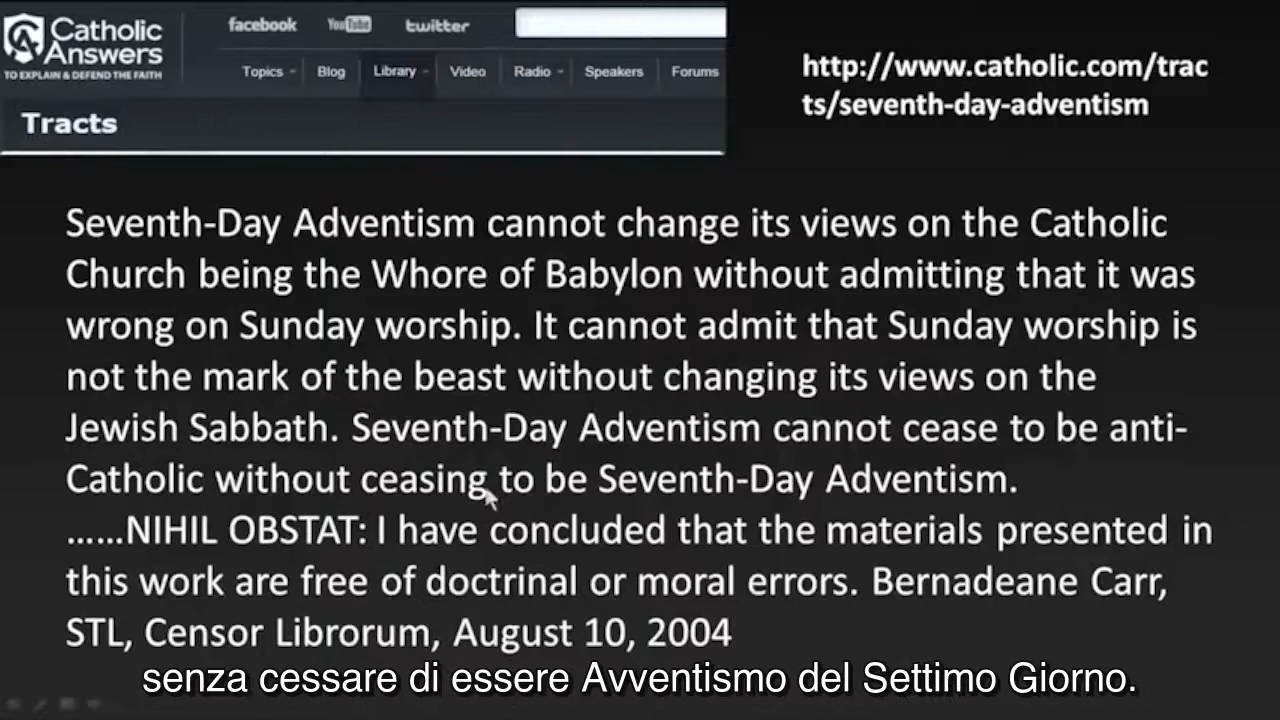 Catholic
Answers
TO EXPLAIN & DEFEND THE FAITH
facebook YouTube twitter
Topics Blog Library Video Radio Speakers Forums
Tracts
http://www.catholic.com/trac
ts/seventh-day-adventism
Seventh-Day Adventism cannot change its views on the Catholic
Church being the Whore of Babylon without admitting that it was
wrong on Sunday worship. It cannot admit that Sunday worship is
not the mark of the beast without changing its views on the
Jewish Sabbath. Seventh-Day Adventism cannot cease to be anti-
Catholic without ceasing to be Seventh-Day Adventism.
......NIHIL OBSTAT: I have concluded that the materials presented in
this work are free of doctrinal or moral errors. Bernadeane Carr,
STL, Censor Librorum, August 10, 2004
senza cessare di essere Avventismo del Settimo Giorno.